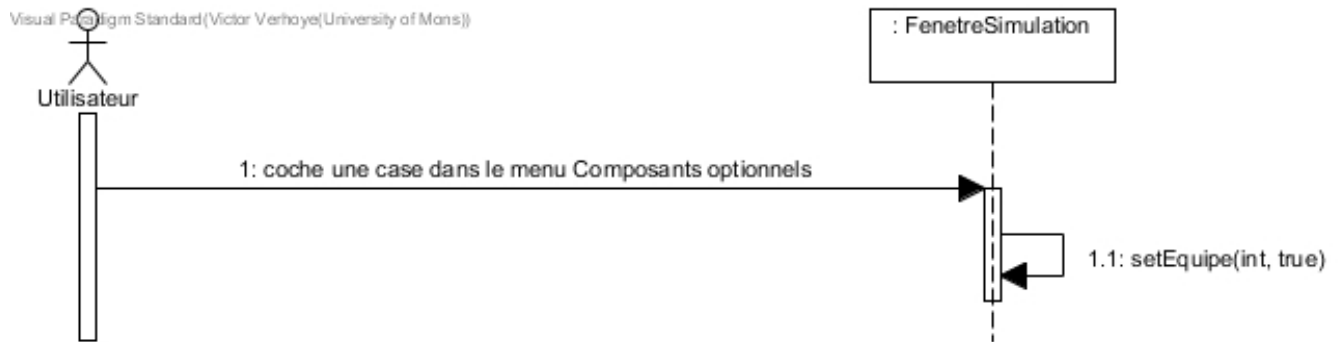 Visual Paradigm Standard(Victor Verhoye(University of Mons))
: FenetreSimulation
Utilisateur
1: coche une case dans le menu Composants optionnels
1.1: setEquipe(int, true)